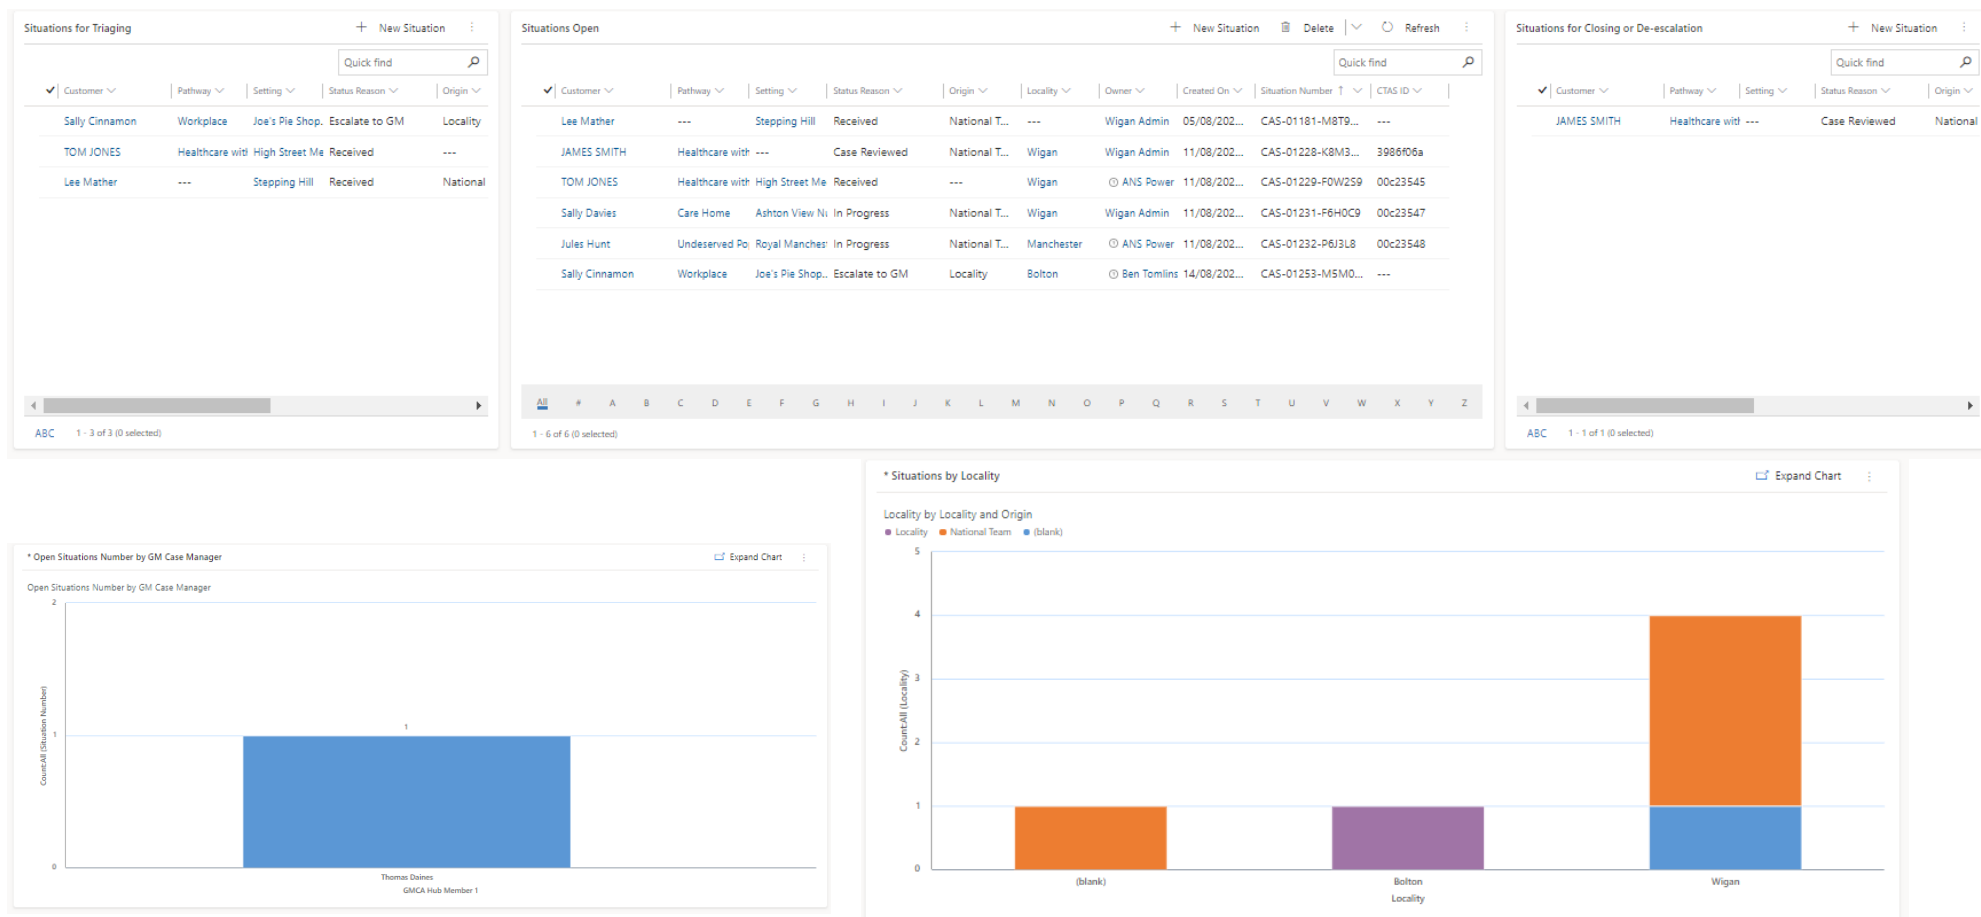 Situations for Triaging
New Situation
Quick find
Customer Pathway Setting Status Reason Origin
Sally Cinnamon Workplace Joe's Pie Shop. Escalate to GM Locality
TOM JONES Healthcare with High Street Me Received ---
Lee Mather --- Stepping Hill Received National
ABC 1 - 3 of 3 (0 selected)
Situations Open
New Situation Delete Refresh
Quick find
Customer Pathway Setting Status Reason Origin Locality Owner Created On Situation Number ↑ CTAS ID
Lee Mather --- Stepping Hill Received National T... --- Wigan Admin 05/08/202... CAS-01181-M8T9... ---
JAMES SMITH Healthcare with --- Case Reviewed National T... Wigan Wigan Admin 11/08/202... CAS-01228-K8M3... 3986f06a
TOM JONES Healthcare with High Street Me Received --- Wigan ANS Power 11/08/202... CAS-01229-F0W2S9 00c23545
Sally Davies Care Home Ashton View Nu In Progress National T... Wigan Wigan Admin 11/08/202... CAS-01231-F6H0C9 00c23547
Jules Hunt Undeserved Po Royal Manches In Progress National T... Manchester ANS Power 11/08/202... CAS-01232-P6J3L8 00c23548
Sally Cinnamon Workplace Joe's Pie Shop.. Escalate to GM Locality Bolton Ben Tomlins 14/08/202... CAS-01253-M5M0... ---
All # A B C D E F G H I J K L M N O P Q R S T U V W X Y Z
1 - 6 of 6 (0 selected)
Situations for Closing or De-escalation
New Situation
Quick find
Customer Pathway Setting Status Reason Origin
JAMES SMITH Healthcare with --- Case Reviewed National
ABC 1 - 1 of 1 (0 selected)
* Open Situations Number by GM Case Manager
Expand Chart
Open Situations Number by GM Case Manager
2
1
0
Count:All (Situation Number)
1
Thomas Daines
GMCA Hub Member 1
* Situations by Locality
Expand Chart
Locality by Locality and Origin
Locality National Team (blank)
5
4
3
2
1
0
Count:All (Locality)
(blank) Bolton Wigan
Locality